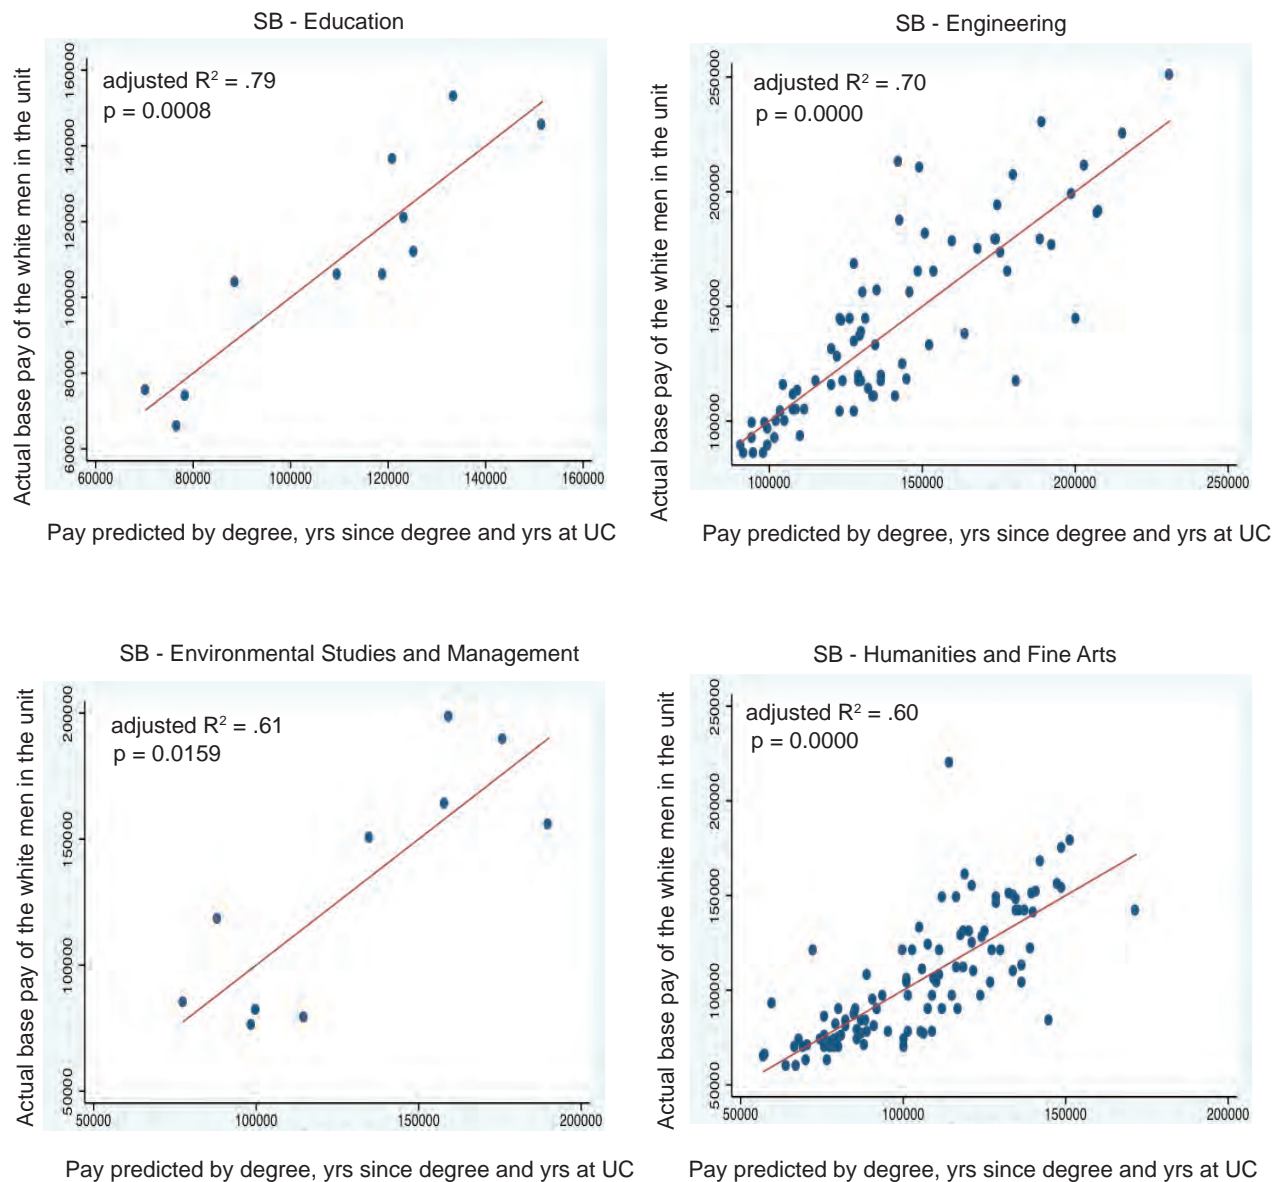 SB - Education
adjusted R² = .79
p = 0.0008
Actual base pay of the white men in the unit
160000
140000
120000
100000
80000
60000
60000 80000 100000 120000 140000 160000
Pay predicted by degree, yrs since degree and yrs at UC
SB - Engineering
adjusted R² = .70
p = 0.0000
Actual base pay of the white men in the unit
250000
200000
150000
100000
100000 150000 200000 250000
Pay predicted by degree, yrs since degree and yrs at UC
SB - Environmental Studies and Management
adjusted R² = .61
p = 0.0159
Actual base pay of the white men in the unit
200000
150000
100000
50000
50000 100000 150000 200000
Pay predicted by degree, yrs since degree and yrs at UC
SB - Humanities and Fine Arts
adjusted R² = .60
p = 0.0000
Actual base pay of the white men in the unit
250000
200000
150000
100000
50000
50000 100000 150000 200000
Pay predicted by degree, yrs since degree and yrs at UC